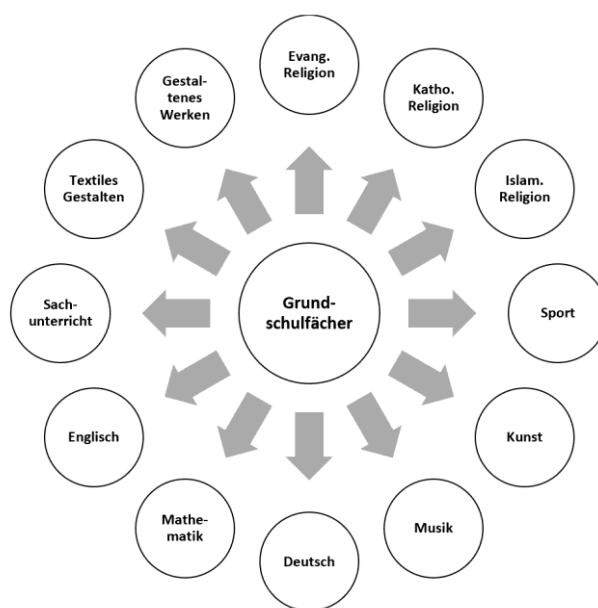 Evang.
Religion
Katho.
Religion
Islam.
Religion
Sport
Kunst
Musik
Deutsch
Mathe-
matik
Englisch
Sach-
unterricht
Textiles
Gestalten
Gestal-
tenes
Werken
Grund-
schulfächer